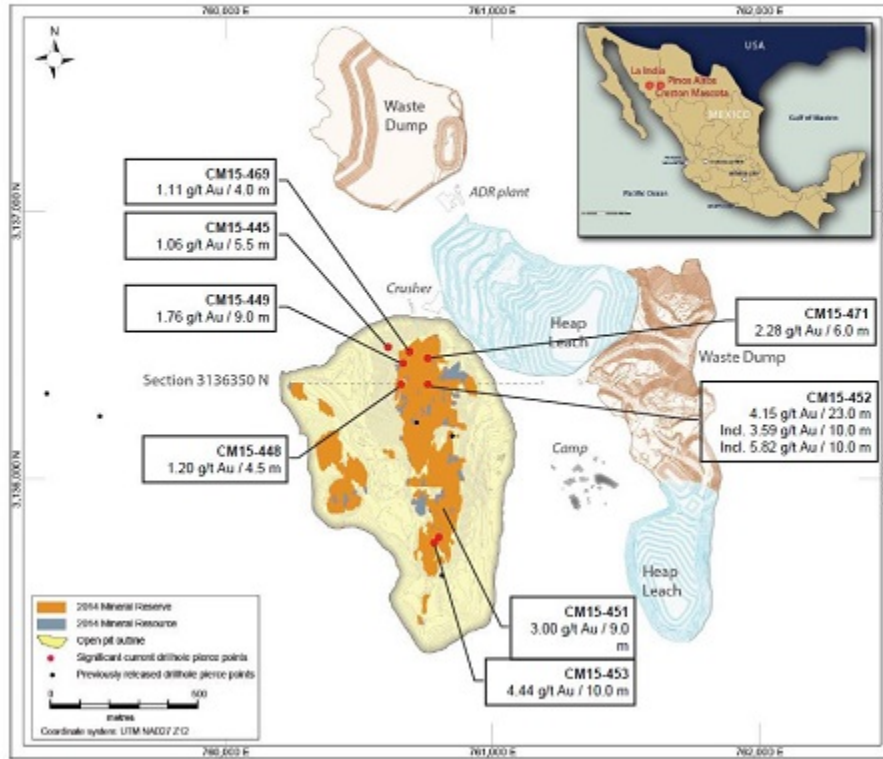 760,000 E
761,000 E
762,000 E
N
USA
La India
Pinos Altos
Creston Mascota
MEXICO
Gulf of Mexico
Pacific Ocean
Waste
Dump
ADR plant
3,137,000 N
CM15-469
1.11 g/t Au / 4.0 m
CM15-445
1.06 g/t Au / 5.5 m
Crusher
CM15-449
1.76 g/t Au / 9.0 m
Heap
Leach
CM15-471
2.28 g/t Au / 6.0 m
Waste Dump
Section 3136350 N
CM15-452
4.15 g/t Au / 23.0 m
Incl. 3.59 g/t Au / 10.0 m
Incl. 5.82 g/t Au / 10.0 m
CM15-448
1.20 g/t Au / 4.5 m
Camp
3,136,000 N
Heap
Leach
CM15-451
3.00 g/t Au / 9.0
m
CM15-453
4.44 g/t Au / 10.0 m
2014 Mineral Reserve
2014 Mineral Resource
Open pit outline
Significant current drillhole pierce points
Previously released drillhole pierce points
0
500
metres
Coordinate system: UTM NAD27 Z12
760,000 E
761,000 E
762,000 E